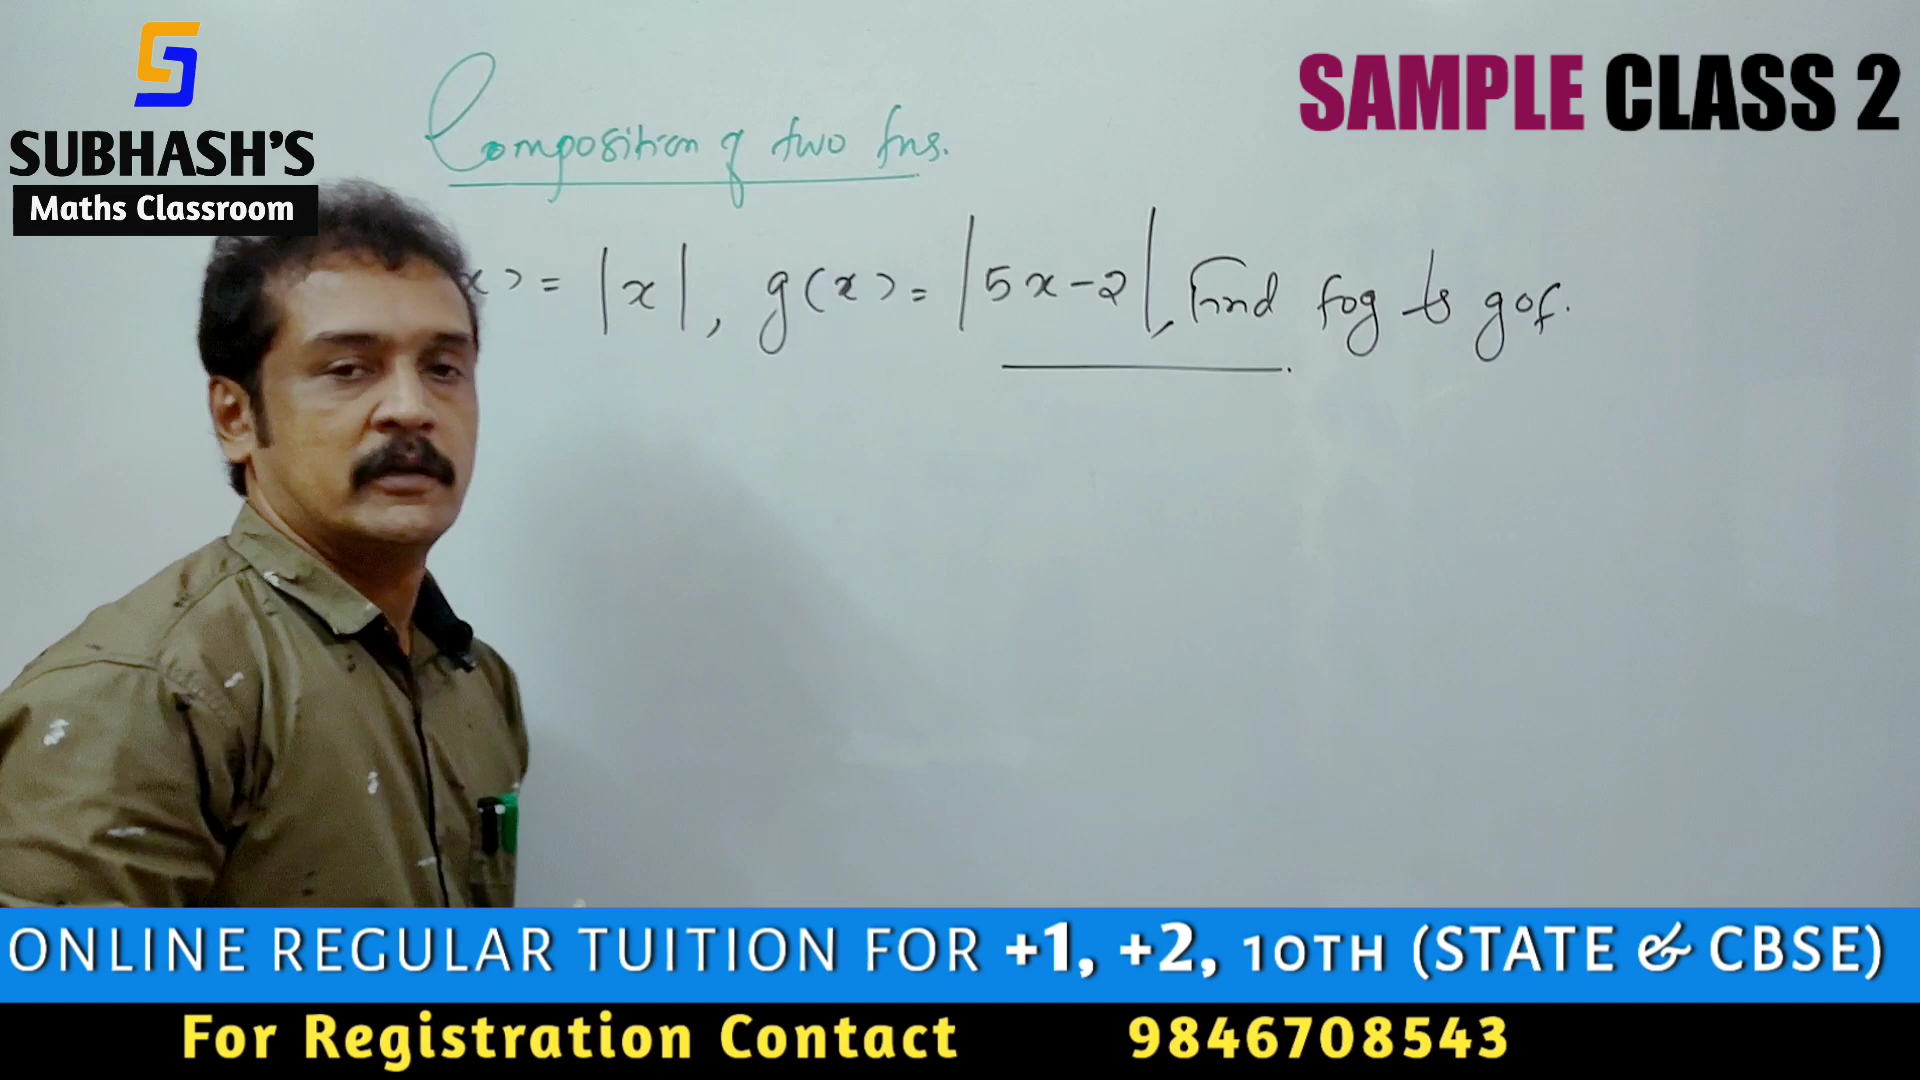 SUBHASH'S
Maths Classroom
SAMPLE CLASS 2
Composition of two fns.
x) = |x|, g(x) = |5x-2|, Find fog & gof.
ONLINE REGULAR TUITION FOR +1, +2, 10TH (STATE & CBSE)
For Registration Contact 9846708543